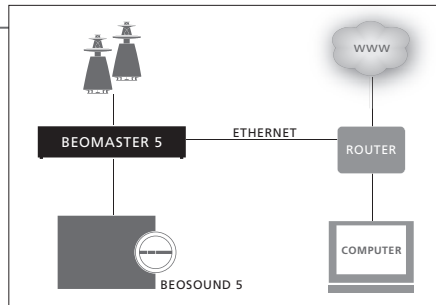 WWW
BEOMASTER 5
ETHERNET
ROUTER
COMPUTER
BEOSOUND 5